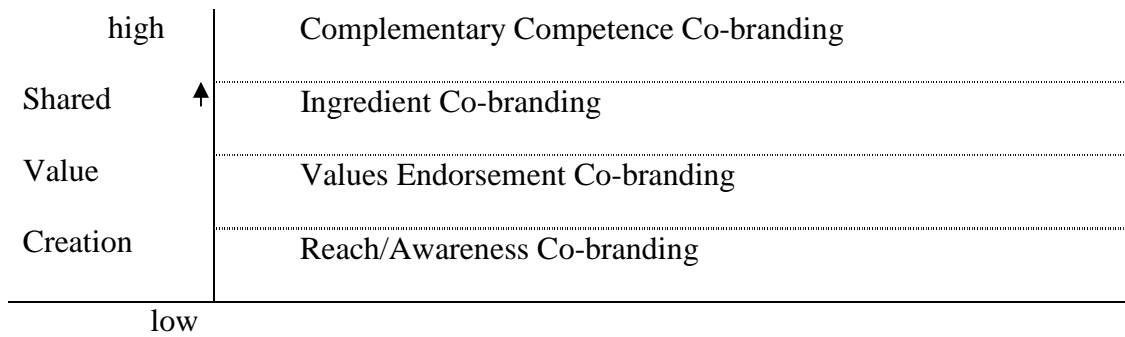 high Complementary Competence Co-branding
Shared Ingredient Co-branding
Value Values Endorsement Co-branding
Creation Reach/Awareness Co-branding
low